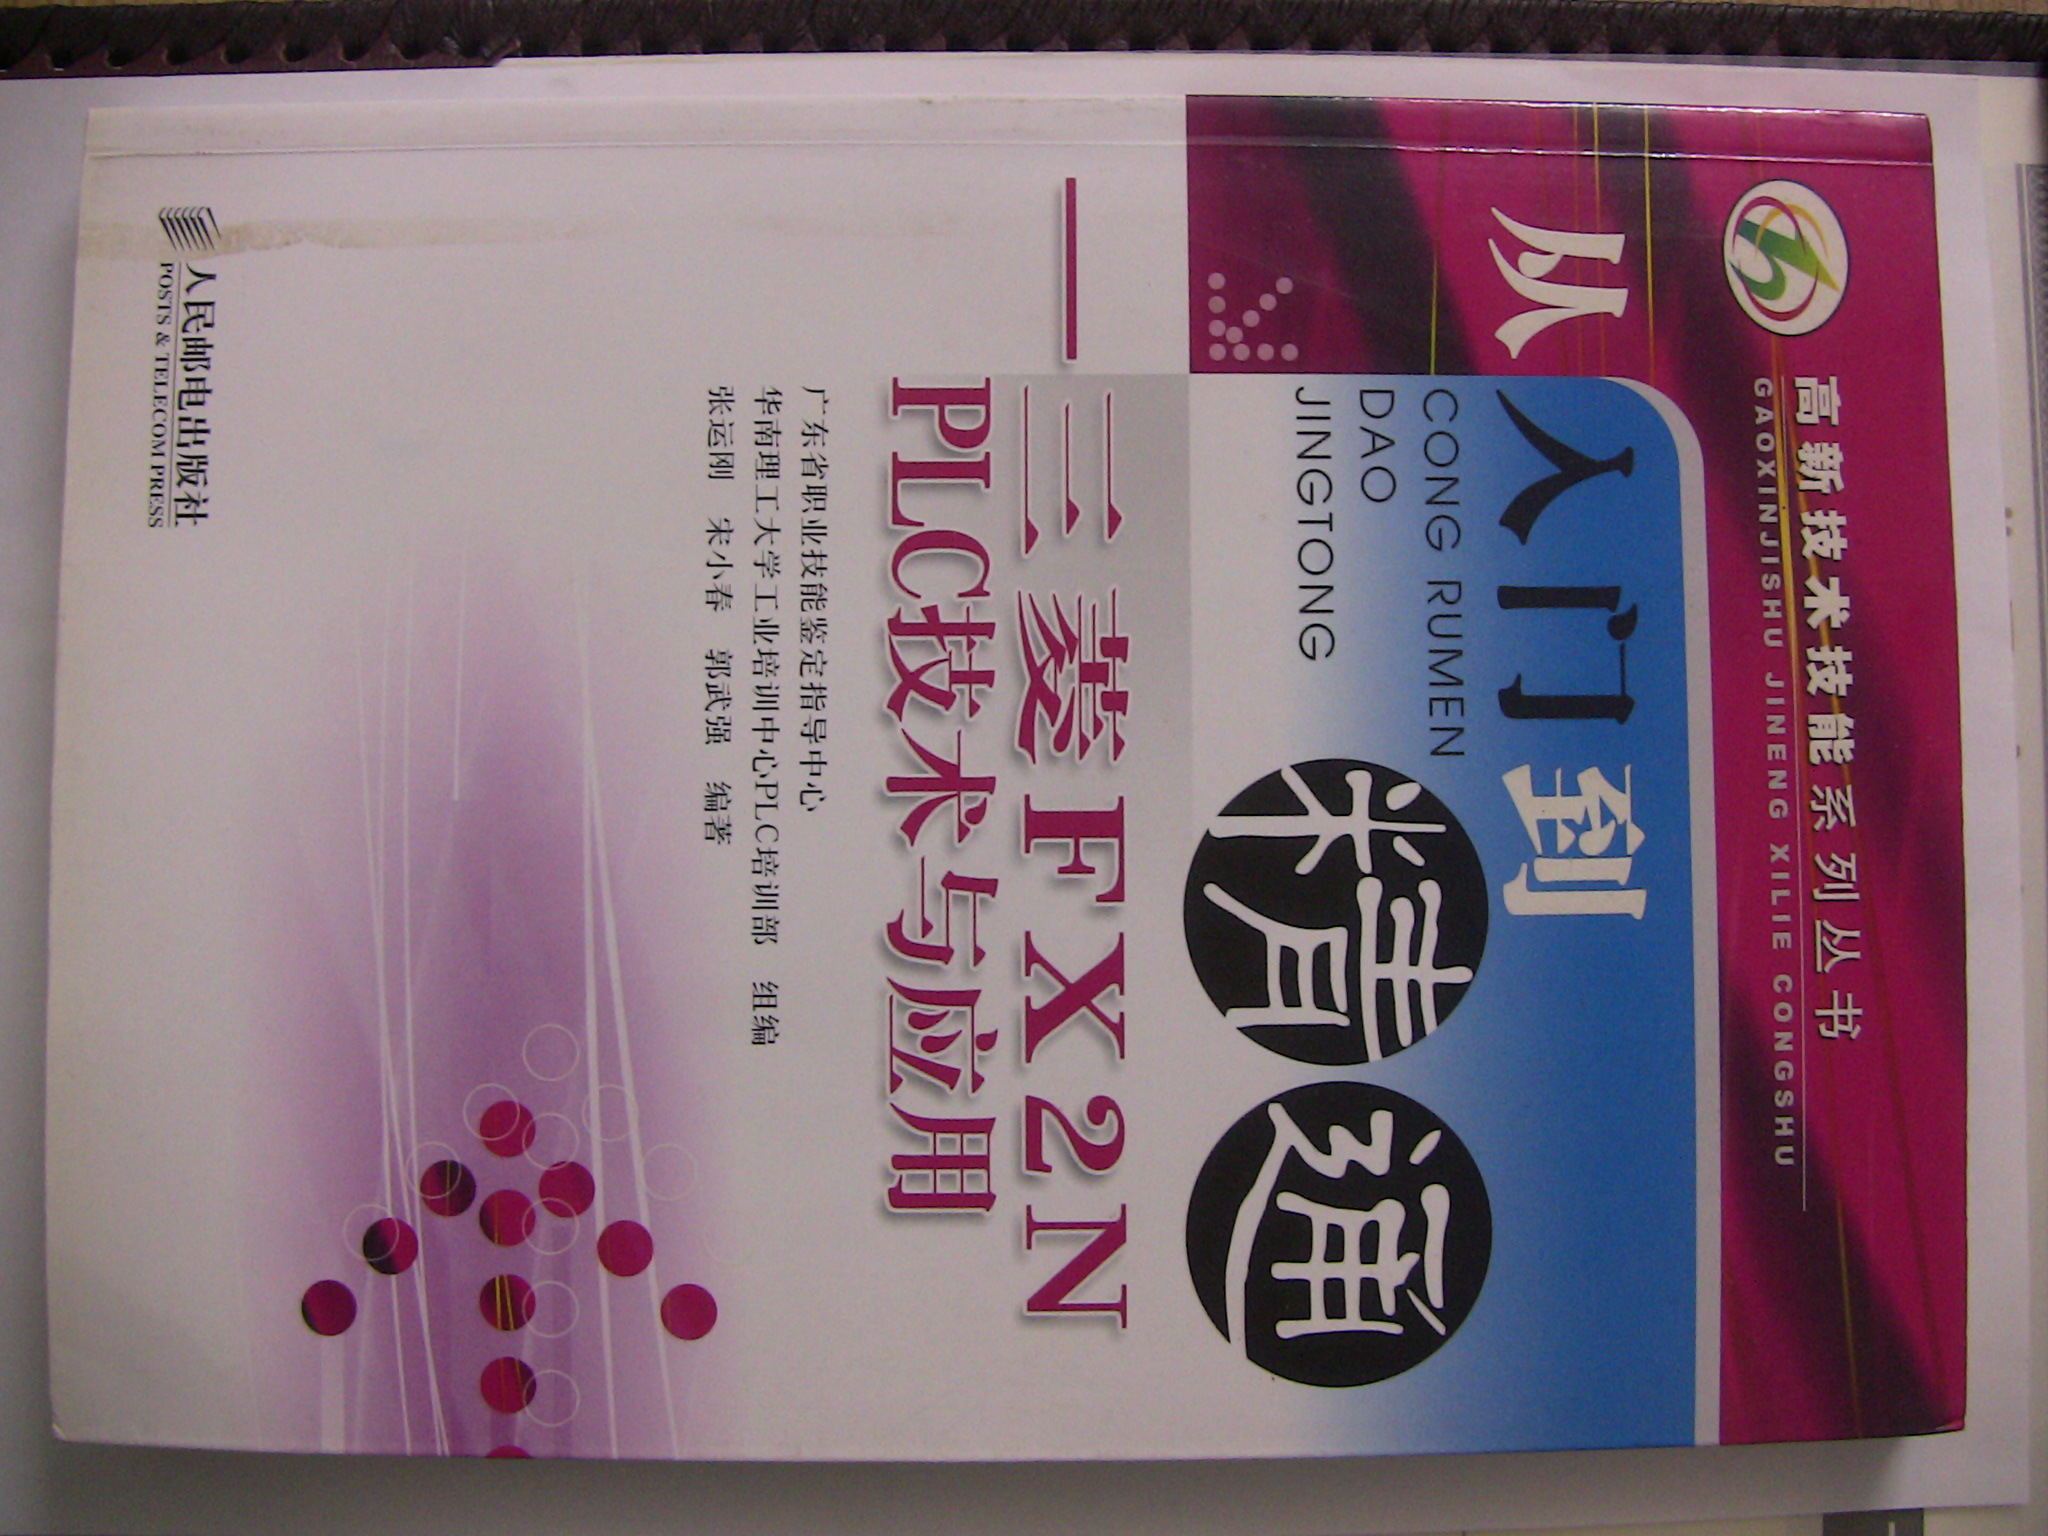 高新技术技能系列丛书
GAOXINJISHU JINENG XILIE CONGSHU
从入门到
CONG RUMEN
DAO
JINGTONG
精通
—三菱FX2N
PLC技术与应用
广东省职业技能鉴定指导中心
华南理工大学工业培训中心PLC培训部 组编
张运刚 宋小春 郭武强 编著
人民邮电出版社
POSTS & TELECOM PRESS